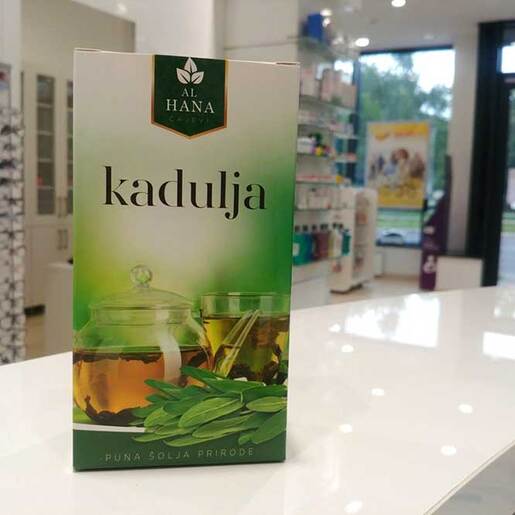 AL
HANA
ČAJEVI
kadulja
PUNA ŠOLJA PRIRODE